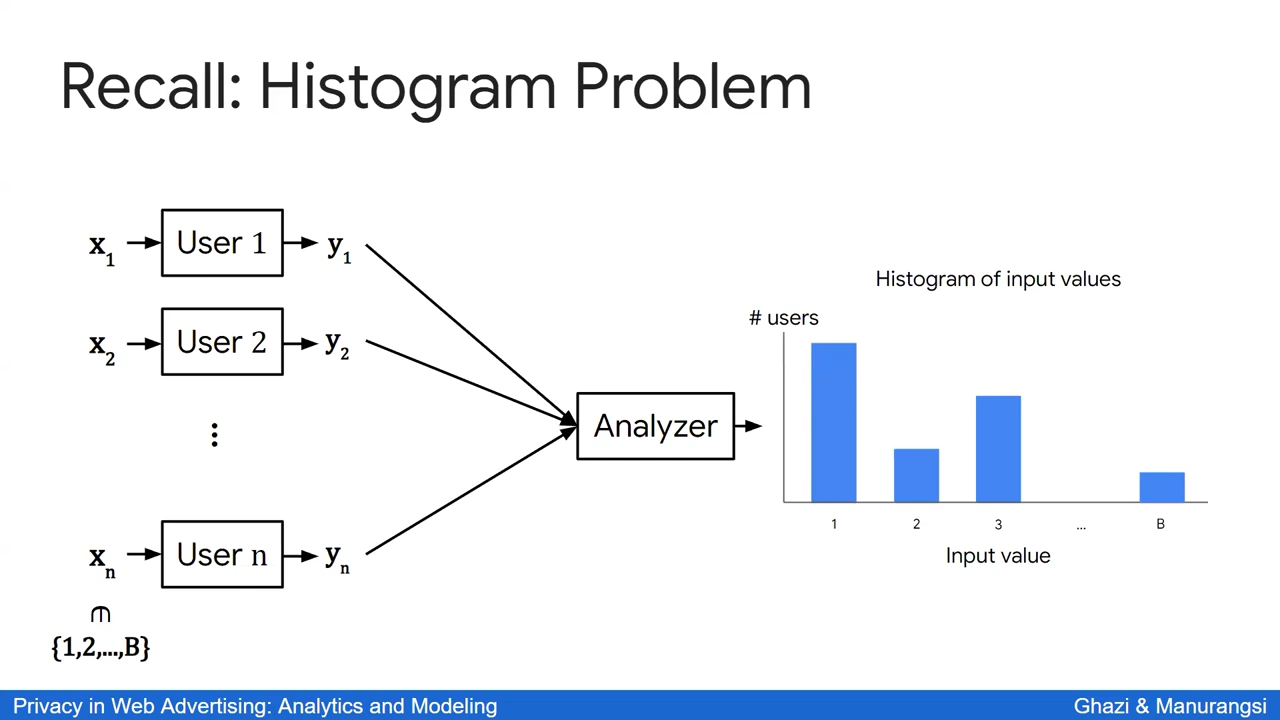 Recall: Histogram Problem
x1 User 1 y1
x2 User 2 y2
⋮
xn User n yn
∈
{1,2,...,B}
Analyzer
Histogram of input values
# users
1 2 3 ... B
Input value
Privacy in Web Advertising: Analytics and Modeling
Ghazi & Manurangsi